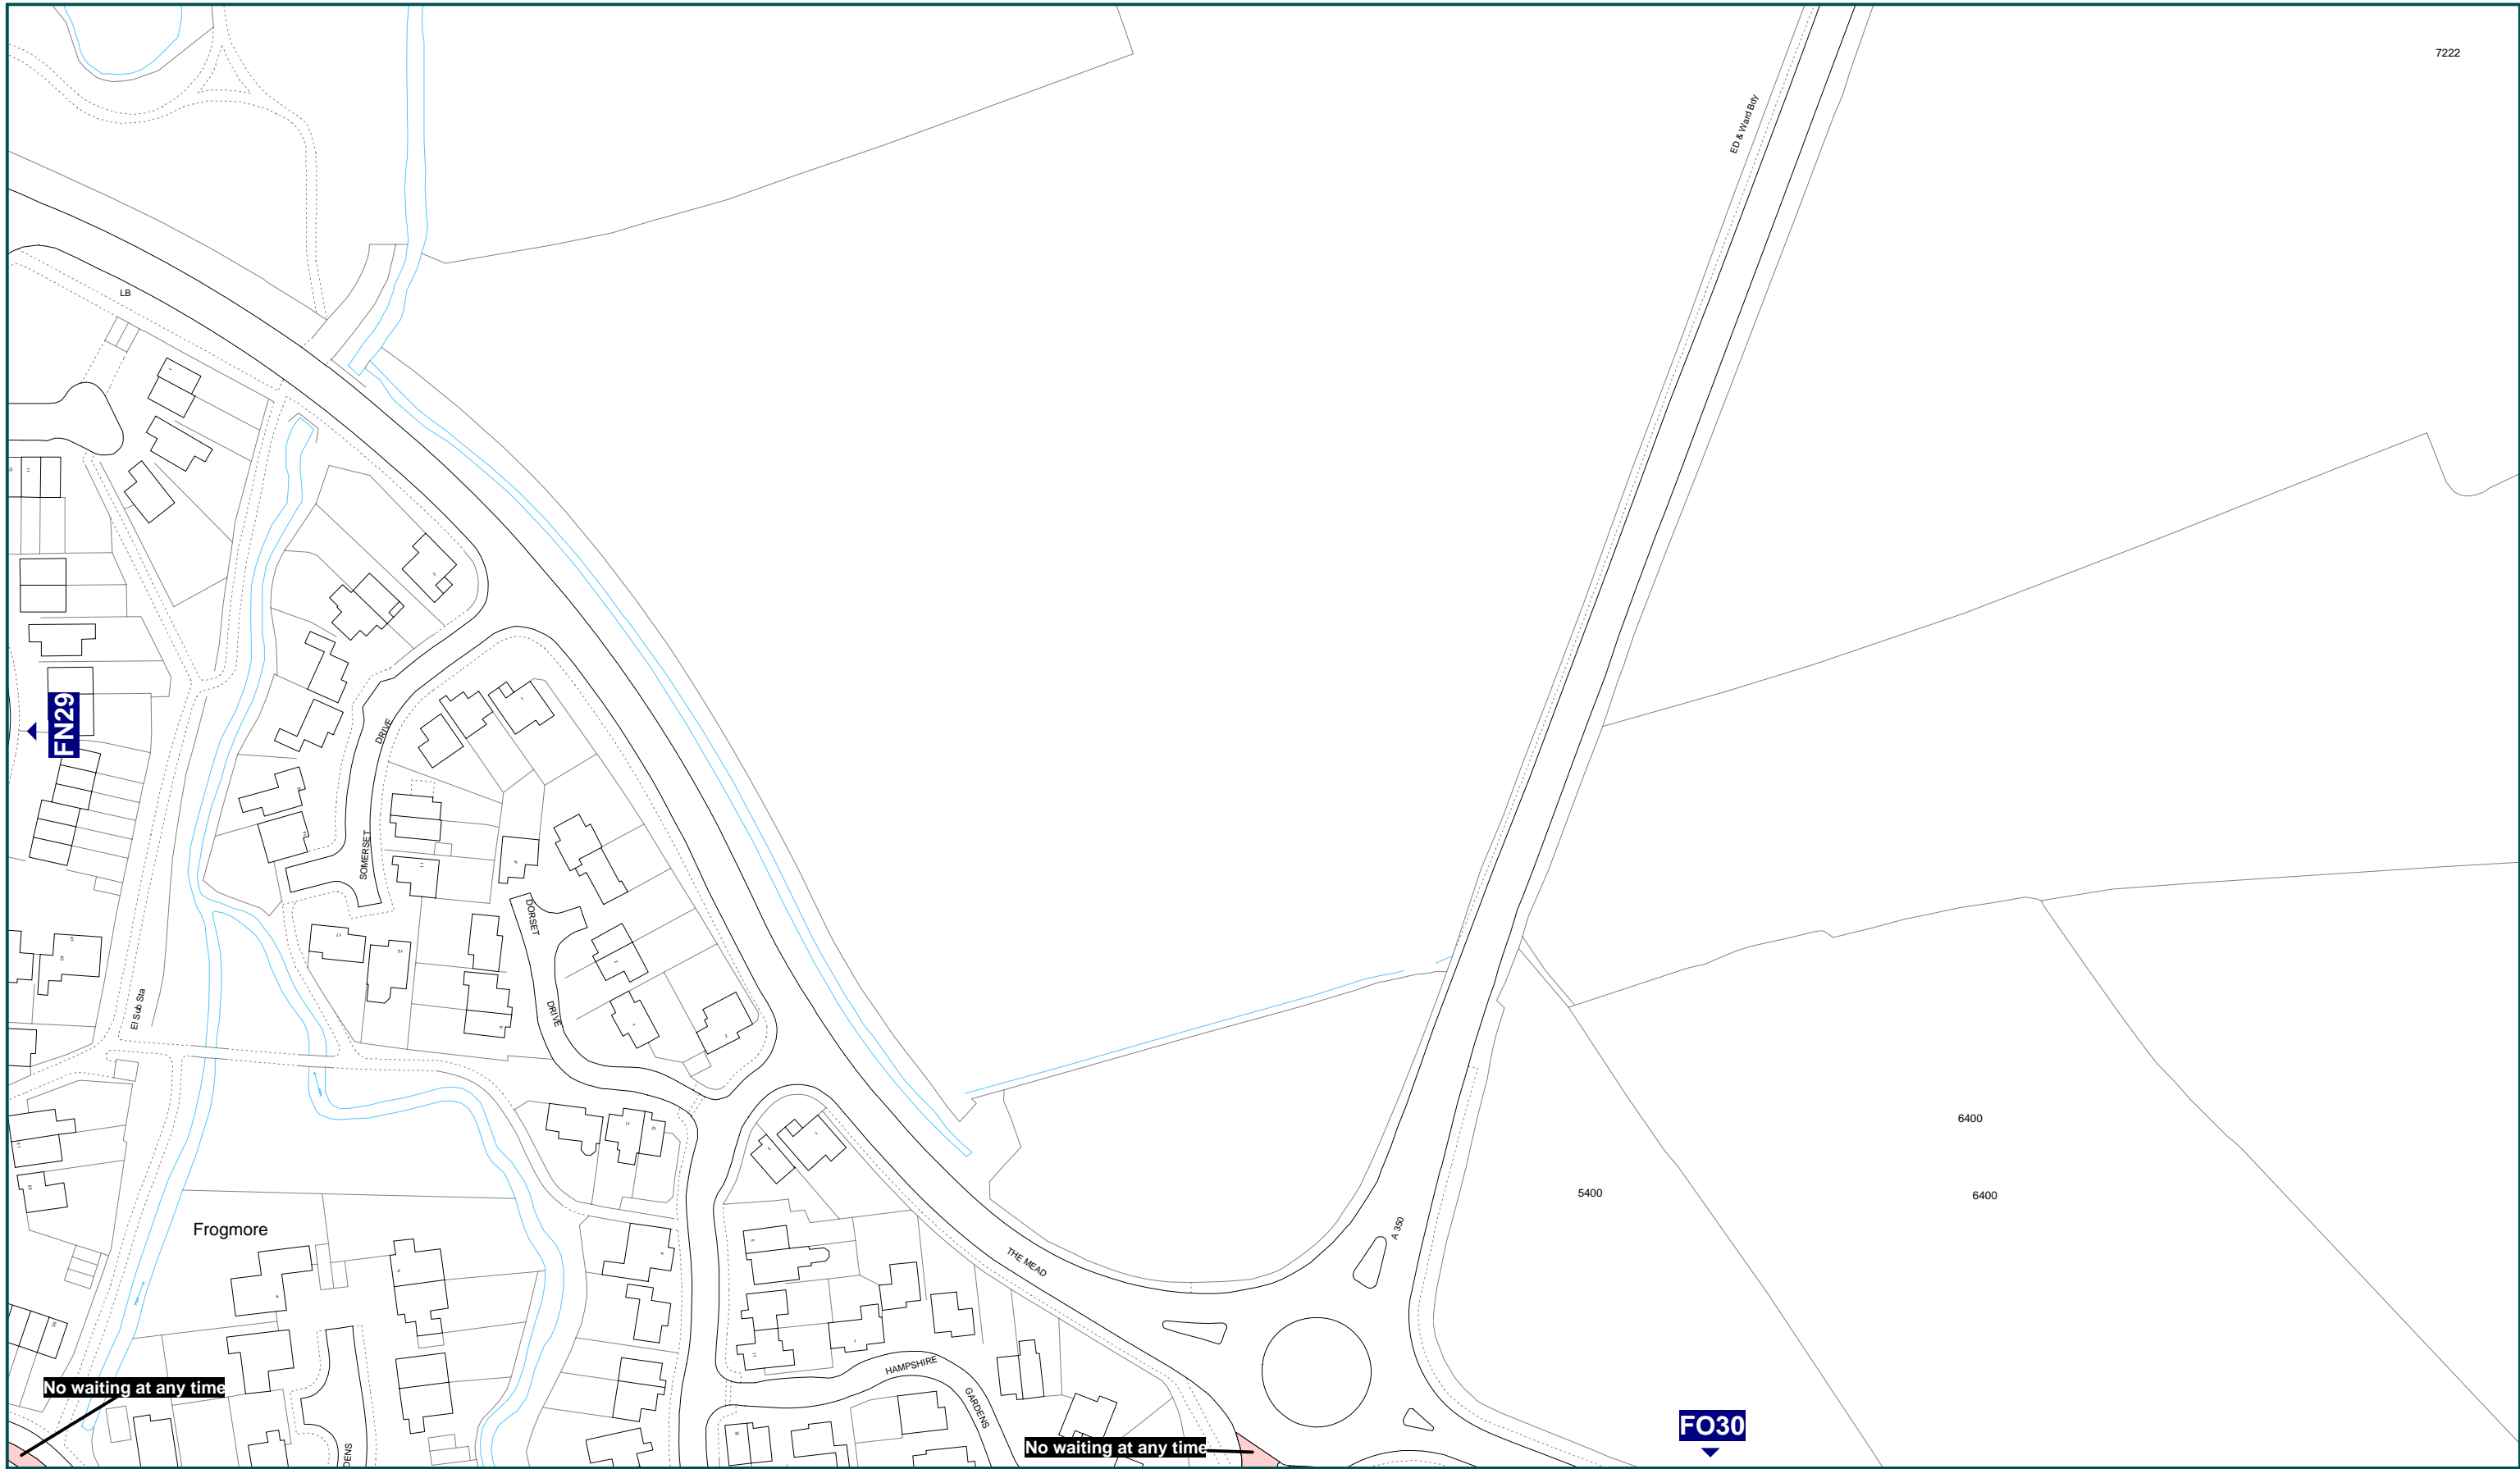 7222
ED & Ward Bdy
LB
FN29
DRIVE
SOMERSET
DORSET
DRIVE
El Sub Sta
6400
5400
6400
Frogmore
A 350
THE MEAD
HAMPSHIRE
GARDENS
No waiting at any time
No waiting at any time
FO30
DENS